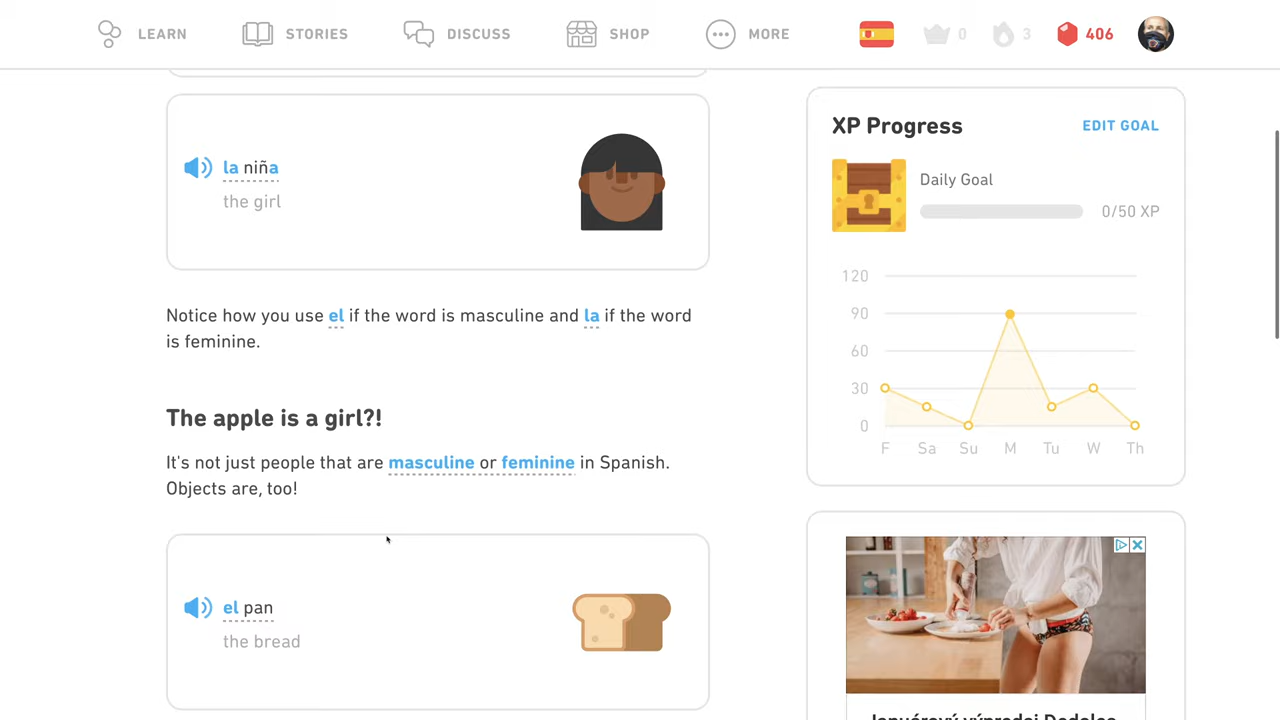 LEARN
STORIES
DISCUSS
SHOP
MORE
0
3
406
la niña
the girl
Notice how you use el if the word is masculine and la if the word
is feminine.
The apple is a girl?!
It's not just people that are masculine or feminine in Spanish.
Objects are, too!
el pan
the bread
XP Progress
EDIT GOAL
Daily Goal
0/50 XP
120
90
60
30
0
F Sa Su M Tu W Th
Januárový výpredaj Dedoles